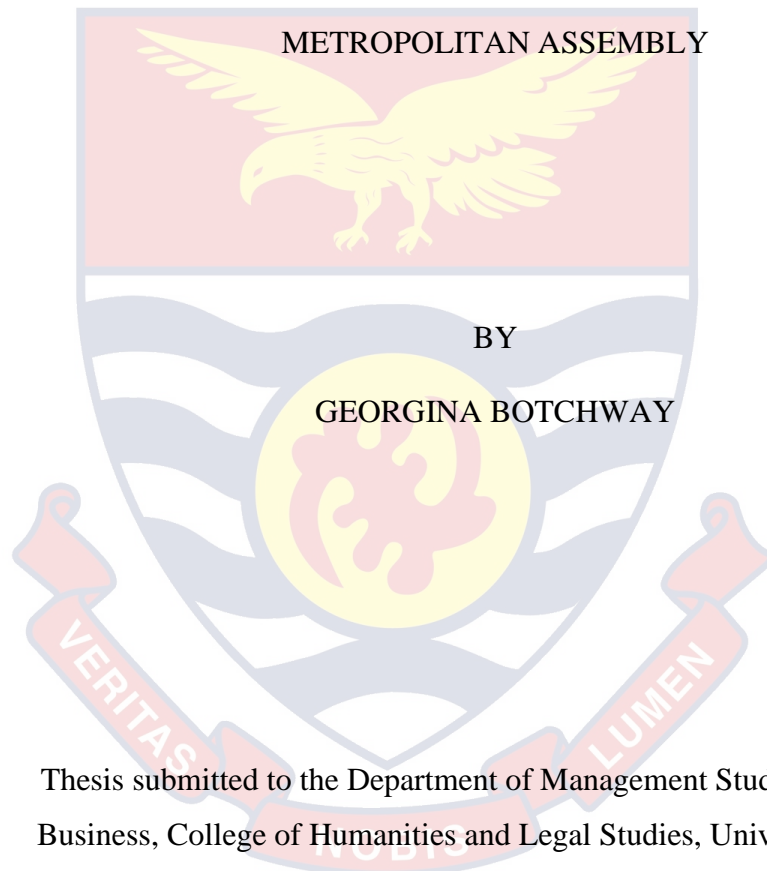 METROPOLITAN ASSEMBLY
BY
GEORGINA BOTCHWAY
VERITAS
NOBIS
LUMEN
Thesis submitted to the Department of Management Stud
Business, College of Humanities and Legal Studies, Univ